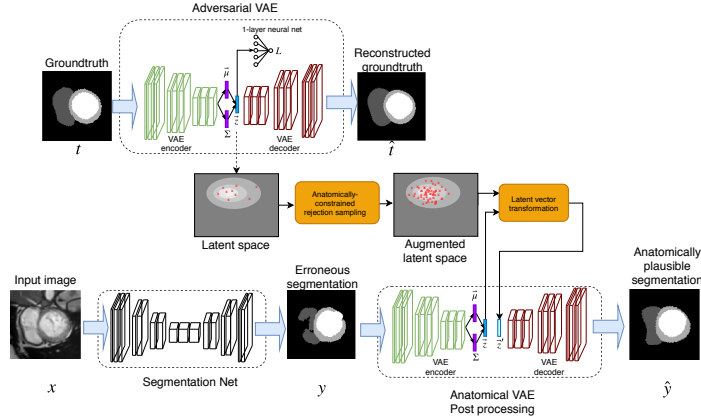 Adversarial VAE
1-layer neural net
L
Groundtruth
Reconstructed
groundtruth
μ⃗
Σ
z⃗
VAE
encoder
VAE
decoder
t
t̂
Anatomically-
constrained
rejection sampling
Latent vector
transformation
Latent space
Augmented
latent space
Input image
Erroneous
segmentation
Anatomically
plausible
segmentation
μ⃗
Σ
VAE
encoder
VAE
decoder
Segmentation Net
x
y
ŷ
Anatomical VAE
Post processing